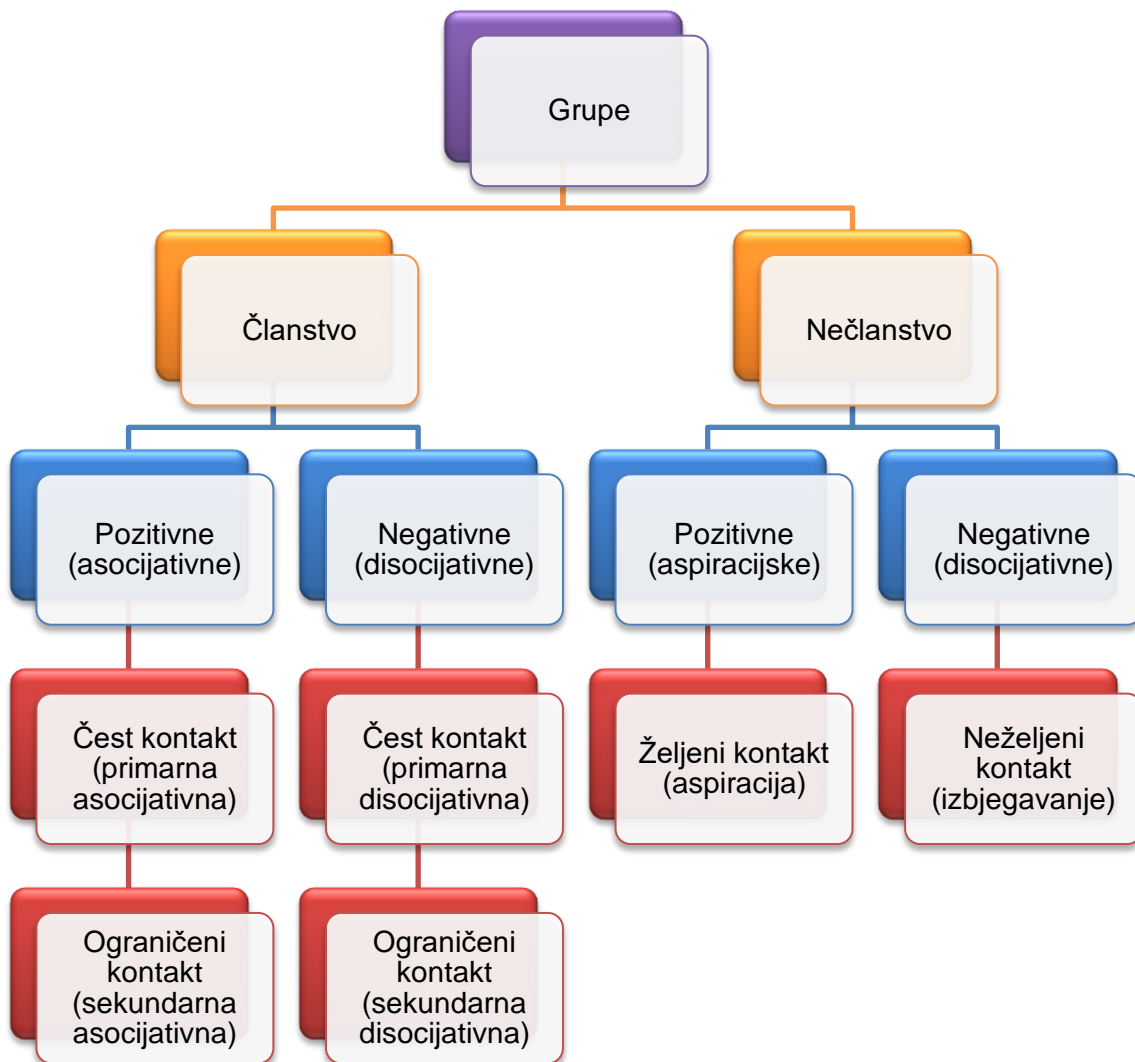 Grupe
Članstvo
Nečlanstvo
Pozitivne
(asocijativne)
Negativne
(disocijativne)
Pozitivne
(aspiracijske)
Negativne
(disocijativne)
Čest kontakt
(primarna
asocijativna)
Čest kontakt
(primarna
disocijativna)
Željeni kontakt
(aspiracija)
Neželjeni
kontakt
(izbjegavanje)
Ograničeni
kontakt
(sekundarna
asocijativna)
Ograničeni
kontakt
(sekundarna
disocijativna)